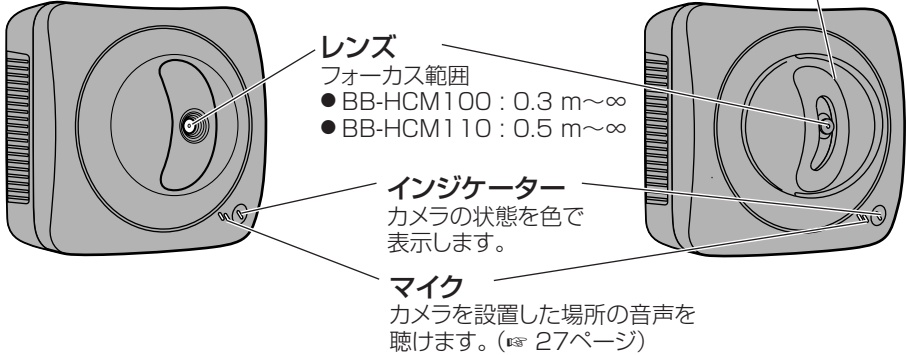 レンズ
フォーカス範囲
● BB-HCM100 : 0.3 m～∞
● BB-HCM110 : 0.5 m～∞
インジケーター
カメラの状態を色で
表示します。
マイク
カメラを設置した場所の音声を
聴けます。(☞ 27ページ)